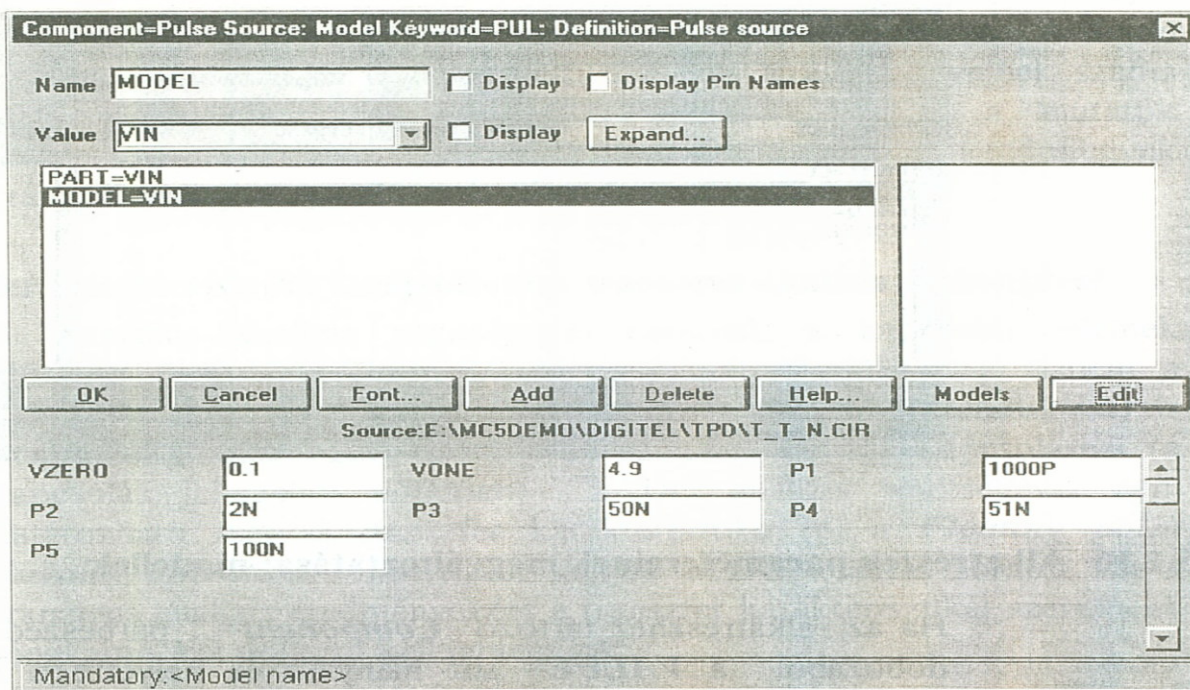 Component=Pulse Source: Model Keyword=PUL: Definition=Pulse source
Name MODEL Display Display Pin Names
Value VIN Display Expand...
PART=VIN
MODEL=VIN
OK Cancel Font... Add Delete Help... Models Edit
Source:E:\MC5DEMO\DIGITEL\TPD\T_T_N.CIR
VZERO 0.1 VONE 4.9 P1 1000P
P2 2N P3 50N P4 51N
P5 100N
Mandatory:<Model name>